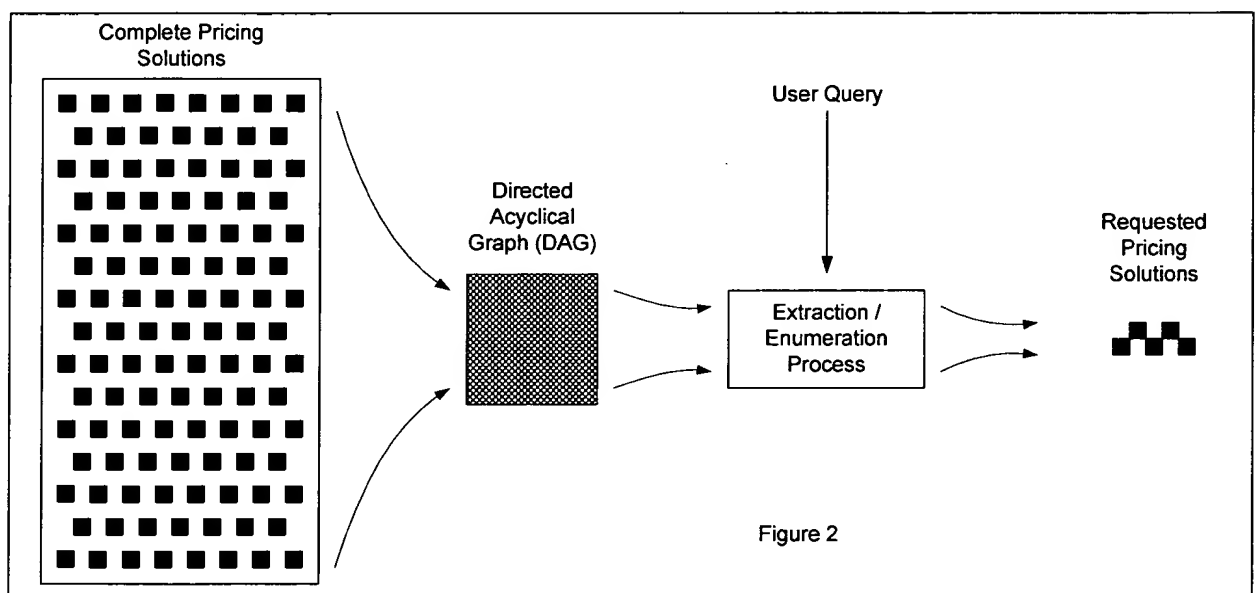 Complete Pricing
Solutions
User Query
Directed
Acyclical
Graph (DAG)
Requested
Pricing
Solutions
Extraction /
Enumeration
Process
Figure 2